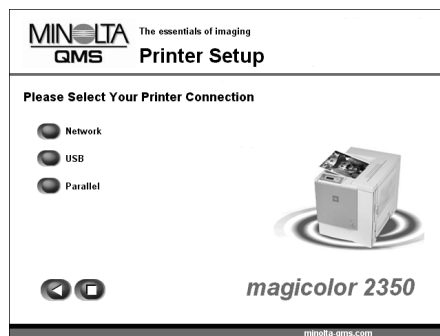 MINOLTA
QMS
The essentials of imaging
Printer Setup
Please Select Your Printer Connection
Network
USB
Parallel
magicolor 2350
minolta-qms.com